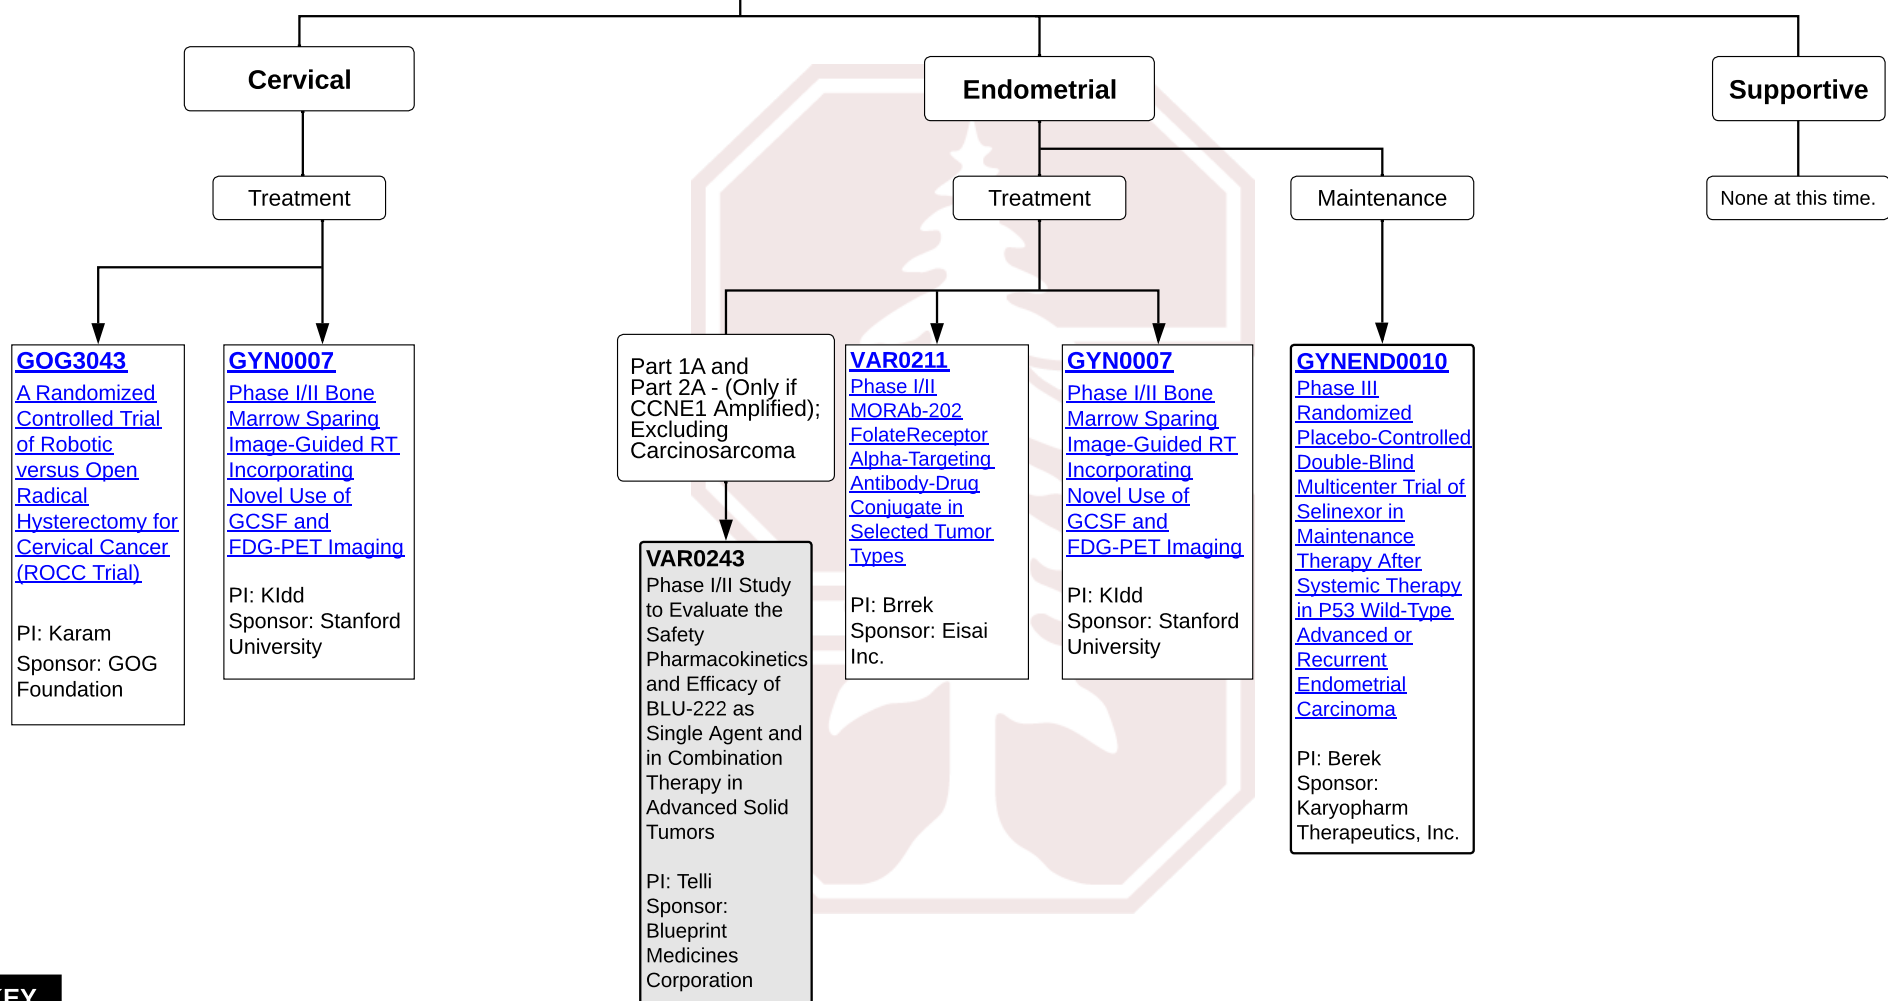 Cervical
Endometrial
Supportive
Treatment
Treatment
Maintenance
None at this time.
GOG3043
A Randomized
Controlled Trial
of Robotic
versus Open
Radical
Hysterectomy for
Cervical Cancer
(ROCC Trial)
PI: Karam
Sponsor: GOG
Foundation
GYN0007
Phase I/II Bone
Marrow Sparing
Image-Guided RT
Incorporating
Novel Use of
GCSF and
FDG-PET Imaging
PI: KIdd
Sponsor: Stanford
University
Part 1A and
Part 2A - (Only if
CCNE1 Amplified);
Excluding
Carcinosarcoma
VAR0243
Phase I/II Study
to Evaluate the
Safety
Pharmacokinetics
and Efficacy of
BLU-222 as
Single Agent and
in Combination
Therapy in
Advanced Solid
Tumors
PI: Telli
Sponsor:
Blueprint
Medicines
Corporation
VAR0211
Phase I/II
MORAb-202
FolateReceptor
Alpha-Targeting
Antibody-Drug
Conjugate in
Selected Tumor
Types
PI: Brrek
Sponsor: Eisai
Inc.
GYN0007
Phase I/II Bone
Marrow Sparing
Image-Guided RT
Incorporating
Novel Use of
GCSF and
FDG-PET Imaging
PI: KIdd
Sponsor: Stanford
University
GYNEND0010
Phase III
Randomized
Placebo-Controlled
Double-Blind
Multicenter Trial of
Selinexor in
Maintenance
Therapy After
Systemic Therapy
in P53 Wild-Type
Advanced or
Recurrent
Endometrial
Carcinoma
PI: Berek
Sponsor:
Karyopharm
Therapeutics, Inc.
KEY